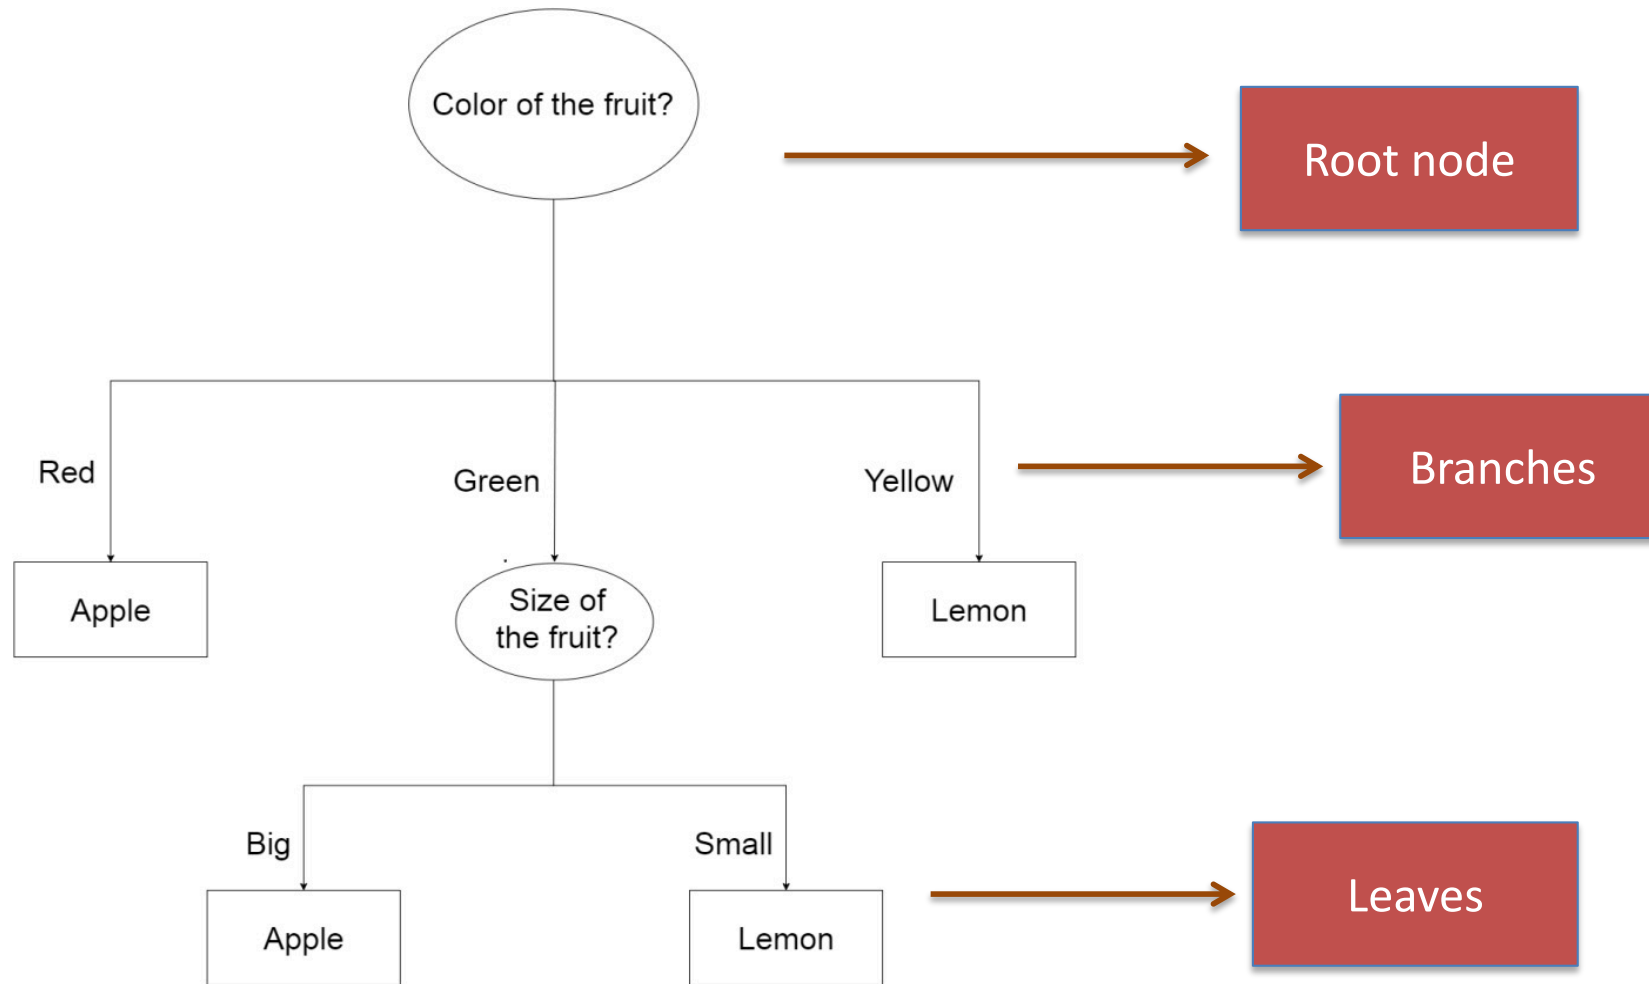 Color of the fruit?
Root node
Red
Green
Yellow
Branches
Apple
Size of
the fruit?
Lemon
Big
Small
Leaves
Apple
Lemon